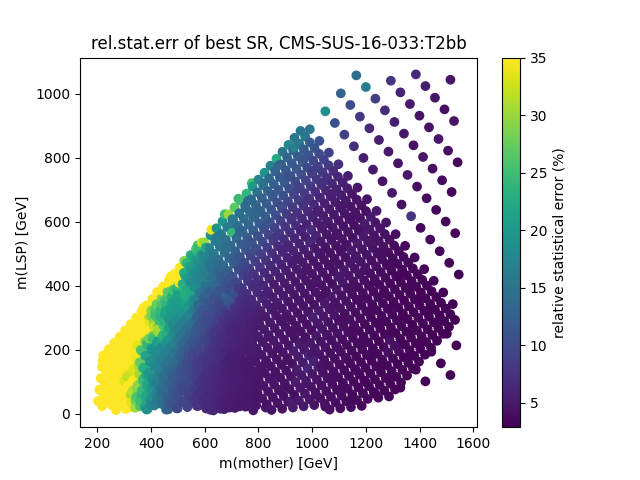 rel.stat.err of best SR, CMS-SUS-16-033:T2bb
m(LSP) [GeV]
1000
800
600
400
200
0
200 400 600 800 1000 1200 1400 1600
m(mother) [GeV]
35
30
25
20
15
10
5
relative statistical error (%)